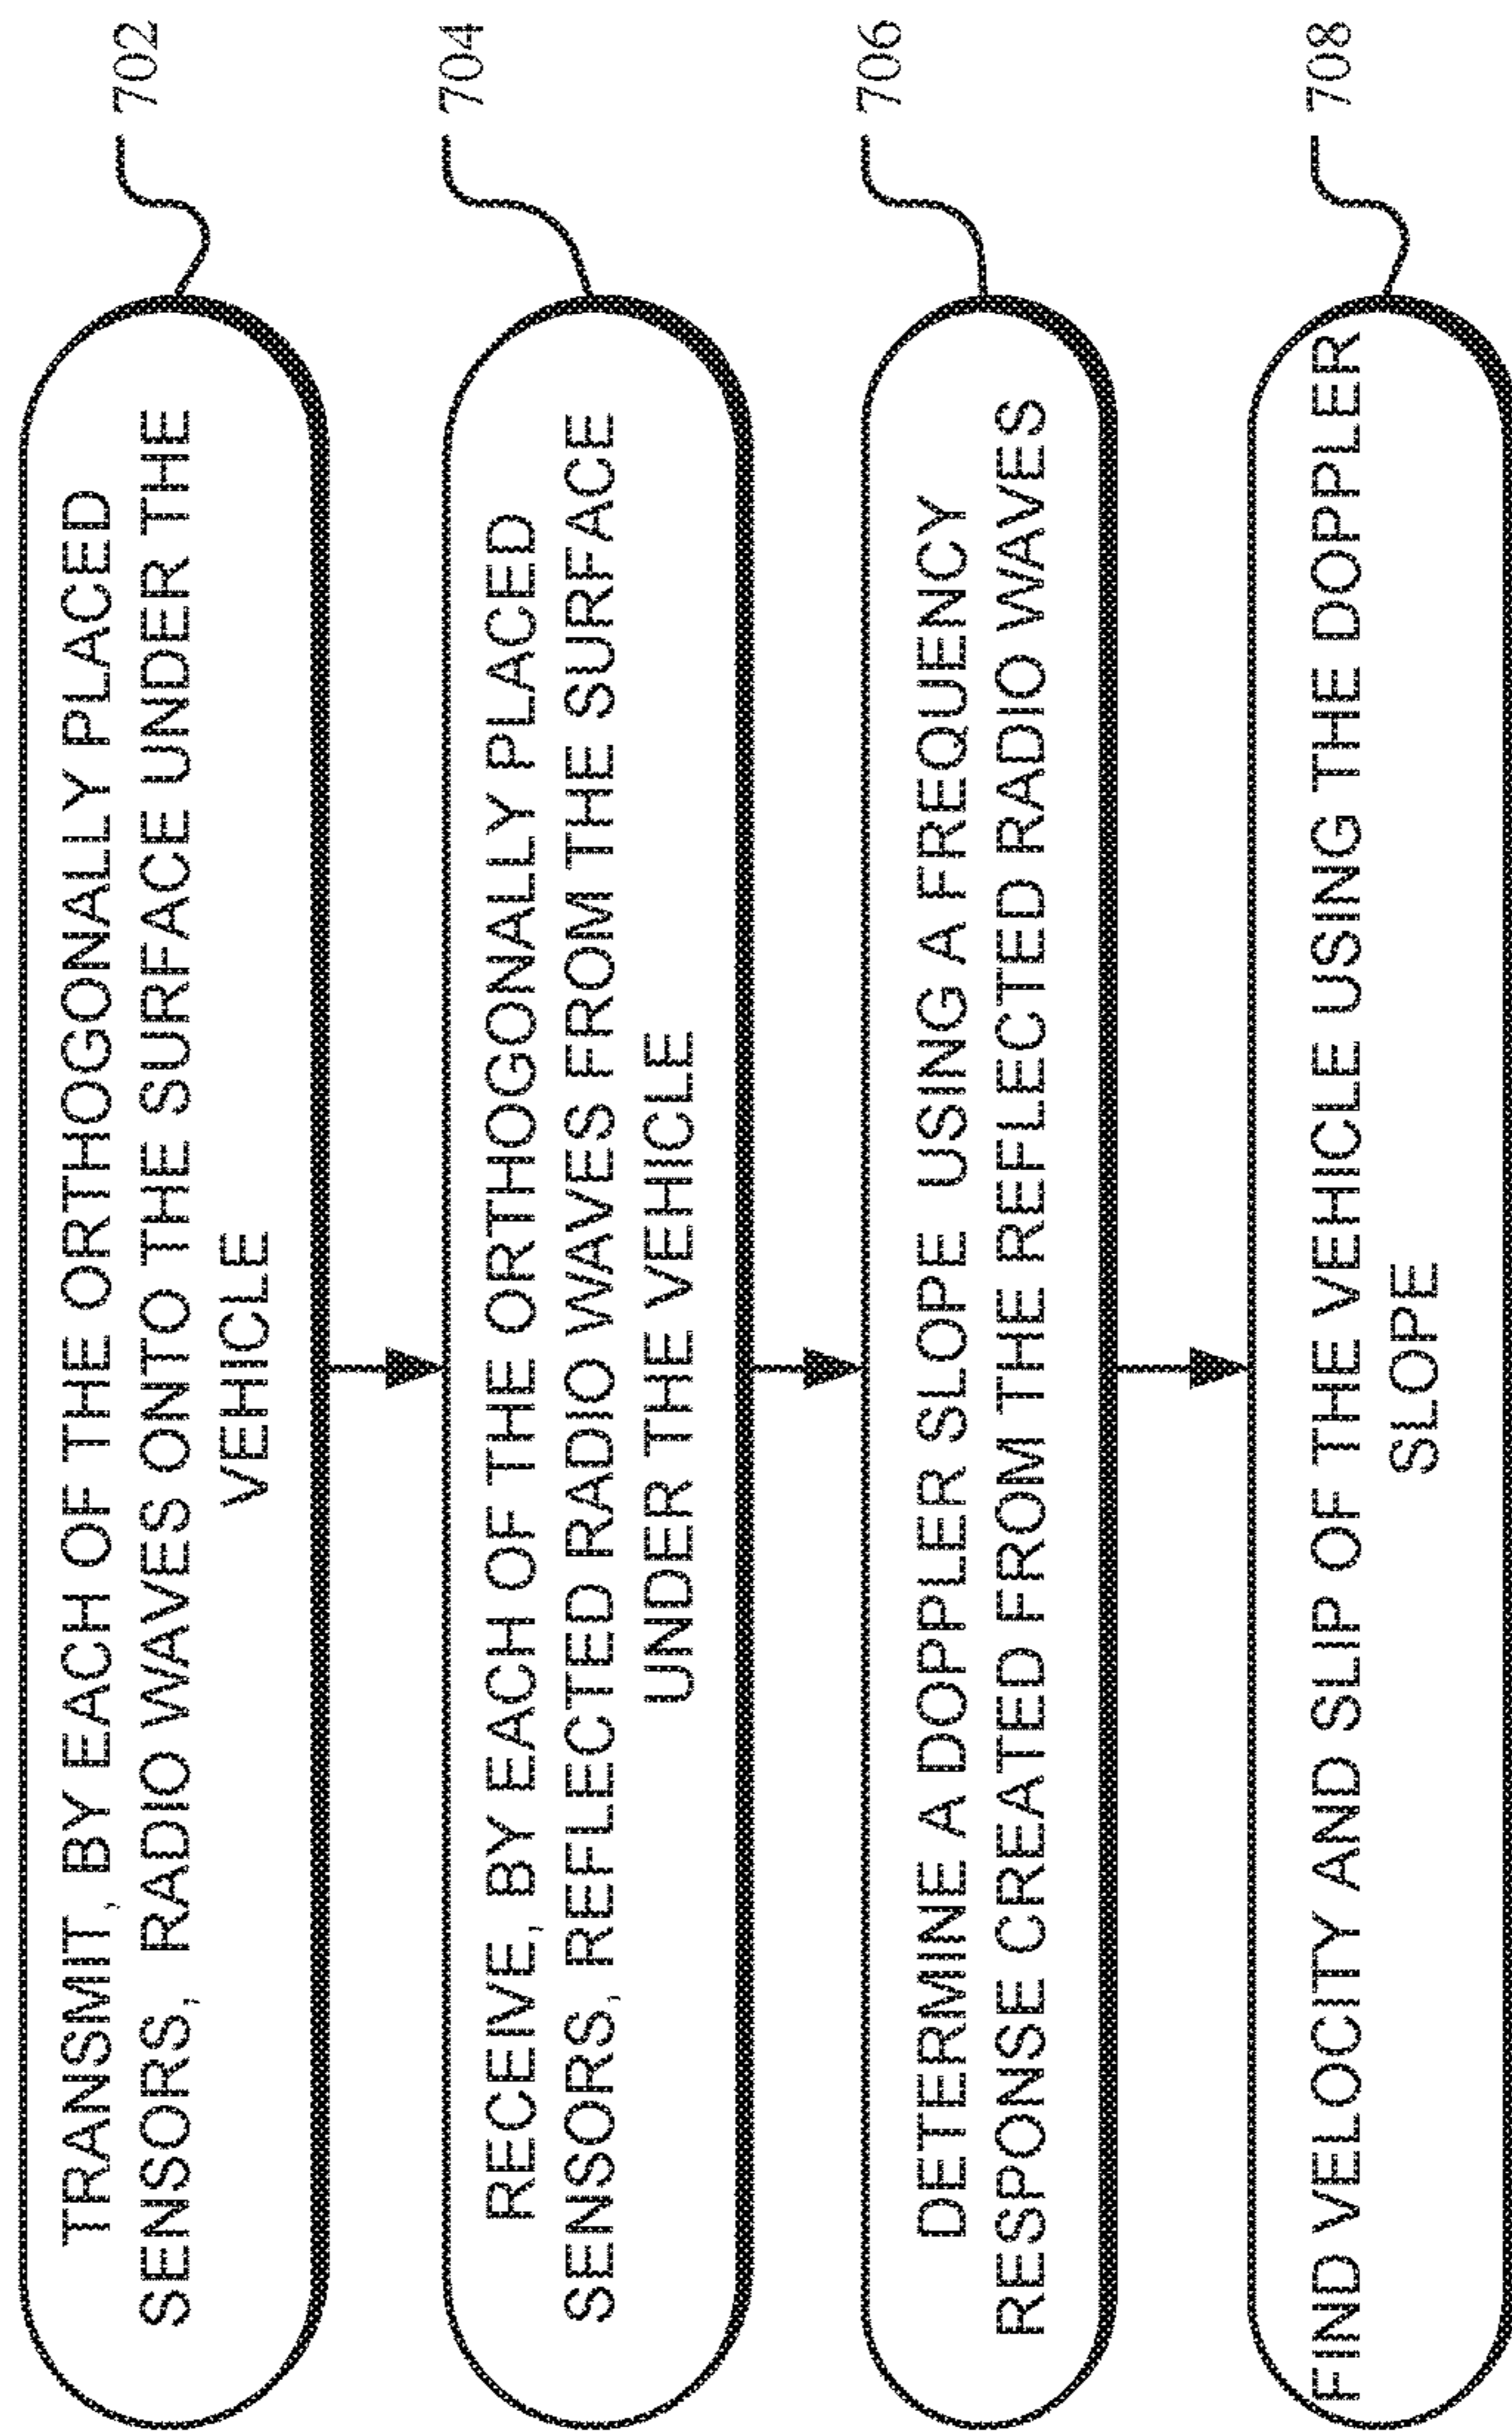 TRANSMIT, BY EACH OF THE ORTHOGONALLY PLACED
SENSORS, RADIO WAVES ONTO THE SURFACE UNDER THE
VEHICLE
702
RECEIVE, BY EACH OF THE ORTHOGONALLY PLACED
SENSORS, REFLECTED RADIO WAVES FROM THE SURFACE
UNDER THE VEHICLE
704
DETERMINE A DOPPLER SLOPE USING A FREQUENCY
RESPONSE CREATED FROM THE REFLECTED RADIO WAVES
706
FIND VELOCITY AND SLIP OF THE VEHICLE USING THE DOPPLER
SLOPE
708